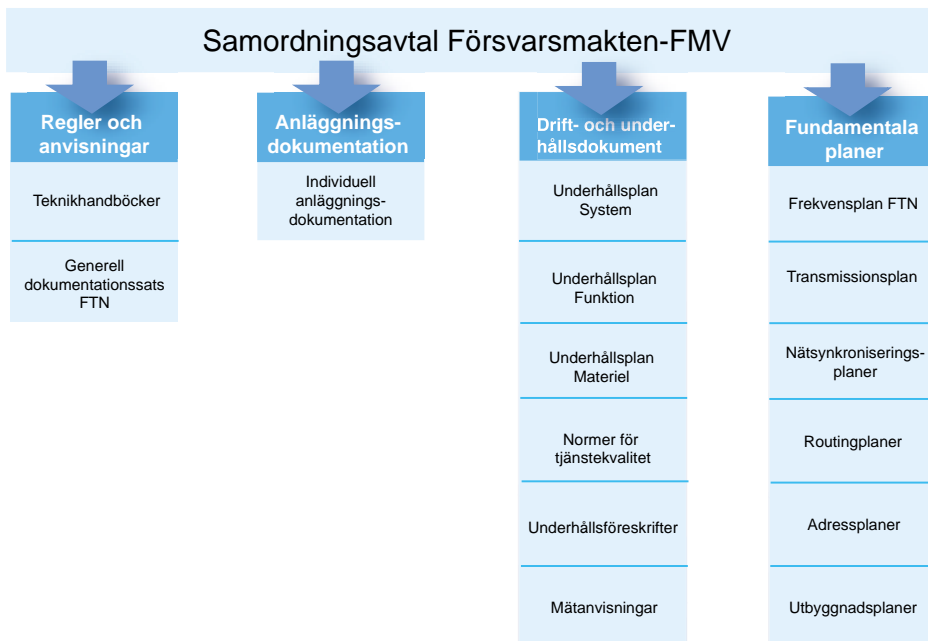 Samordningsavtal Försvarsmakten-FMV
Regler och
anvisningar
Teknikhandböcker
Generell
dokumentationssats
FTN
Anläggnings-
dokumentation
Individuell
anläggnings-
dokumentation
Drift- och under-
hållsdokument
Underhållsplan
System
Underhållsplan
Funktion
Underhållsplan
Materiel
Normer för
tjänstekvalitet
Underhållsföreskrifter
Mätanvisningar
Fundamentala
planer
Frekvensplan FTN
Transmissionsplan
Nätsynkroniserings-
planer
Routingplaner
Adressplaner
Utbyggnadsplaner